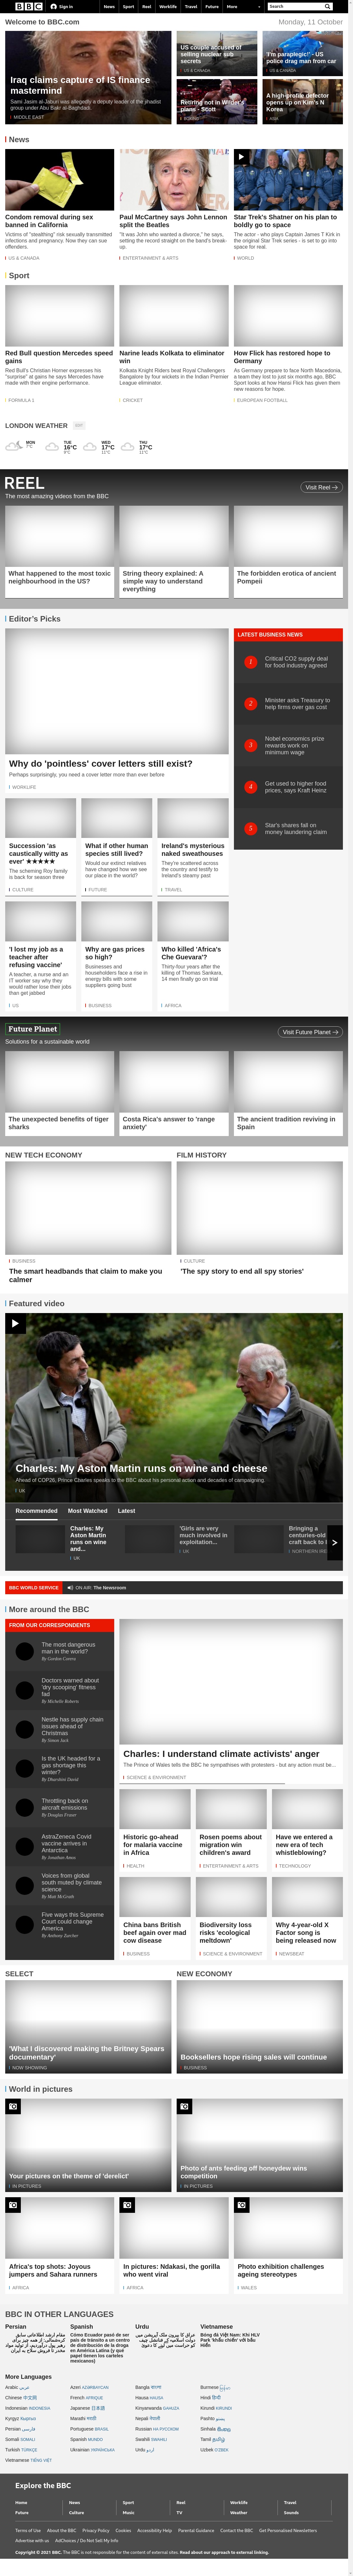 BBC
Sign in
News
Sport
Reel
Worklife
Travel
Future
More
Search
Welcome to BBC.com
Monday, 11 October
Iraq claims capture of IS finance
mastermind
Sami Jasim al-Jaburi was allegedly a deputy leader of the jihadist
group under Abu Bakr al-Baghdadi.
MIDDLE EAST
US couple accused of
selling nuclear sub
secrets
US & CANADA
'I'm paraplegic!' - US
police drag man from car
US & CANADA
Retiring not in Wilder's
plans - Scott
BOXING
A high-profile defector
opens up on Kim's N
Korea
ASIA
News
Condom removal during sex
banned in California
Victims of "stealthing" risk sexually transmitted
infections and pregnancy. Now they can sue
offenders.
US & CANADA
Paul McCartney says John Lennon
split the Beatles
"It was John who wanted a divorce," he says,
setting the record straight on the band's break-
up.
ENTERTAINMENT & ARTS
Star Trek's Shatner on his plan to
boldly go to space
The actor - who plays Captain James T Kirk in
the original Star Trek series - is set to go into
space for real.
WORLD
Sport
Red Bull question Mercedes speed
gains
Red Bull's Christian Horner expresses his
"surprise" at gains he says Mercedes have
made with their engine performance.
FORMULA 1
Narine leads Kolkata to eliminator
win
Kolkata Knight Riders beat Royal Challengers
Bangalore by four wickets in the Indian Premier
League eliminator.
CRICKET
How Flick has restored hope to
Germany
As Germany prepare to face North Macedonia,
a team they lost to just six months ago, BBC
Sport looks at how Hansi Flick has given them
new reasons for hope.
EUROPEAN FOOTBALL
LONDON WEATHER
MON
7°C
TUE
16°C
9°C
WED
17°C
11°C
THU
17°C
11°C
REEL
The most amazing videos from the BBC
Visit Reel
What happened to the most toxic
neighbourhood in the US?
String theory explained: A
simple way to understand
everything
The forbidden erotica of ancient
Pompeii
Editor's Picks
Why do 'pointless' cover letters still exist?
Perhaps surprisingly, you need a cover letter more than ever before
WORKLIFE
Succession 'as
caustically witty as
ever' ★★★★★
The scheming Roy family
is back for season three
CULTURE
What if other human
species still lived?
Would our extinct relatives
have changed how we see
our place in the world?
FUTURE
Ireland's mysterious
naked sweathouses
They're scattered across
the country and testify to
Ireland's steamy past
TRAVEL
'I lost my job as a
teacher after
refusing vaccine'
A teacher, a nurse and an
IT worker say why they
would rather lose their jobs
than get jabbed
US
Why are gas prices
so high?
Businesses and
householders face a rise in
energy bills with some
suppliers going bust
BUSINESS
Who killed 'Africa's
Che Guevara'?
Thirty-four years after the
killing of Thomas Sankara,
14 men finally go on trial
AFRICA
LATEST BUSINESS NEWS
1
Critical CO2 supply deal
for food industry agreed
2
Minister asks Treasury to
help firms over gas cost
3
Nobel economics prize
rewards work on
minimum wage
4
Get used to higher food
prices, says Kraft Heinz
5
Star's shares fall on
money laundering claim
Future Planet
Solutions for a sustainable world
Visit Future Planet
The unexpected benefits of tiger
sharks
Costa Rica's answer to 'range
anxiety'
The ancient tradition reviving in
Spain
NEW TECH ECONOMY
BUSINESS
The smart headbands that claim to make you
calmer
FILM HISTORY
CULTURE
'The spy story to end all spy stories'
Featured video
Charles: My Aston Martin runs on wine and cheese
Ahead of COP26, Prince Charles speaks to the BBC about his personal action and decades of campaigning.
UK
Recommended
Most Watched
Latest
Charles: My
Aston Martin
runs on wine
and...
UK
'Girls are very
much involved in
exploitation...
UK
Bringing a
centuries-old
craft back to
BBC WORLD SERVICE
ON AIR: The Newsroom
More around the BBC
FROM OUR CORRESPONDENTS
The most dangerous
man in the world?
By Gordon Corera
Doctors warned about
'dry scooping' fitness
fad
By Michelle Roberts
Nestle has supply chain
issues ahead of
Christmas
By Simon Jack
Is the UK headed for a
gas shortage this
winter?
By Dharshini David
Throttling back on
aircraft emissions
By Douglas Fraser
AstraZeneca Covid
vaccine arrives in
Antarctica
By Jonathan Amos
Voices from global
south muted by climate
science
By Matt McGrath
Five ways this Supreme
Court could change
America
By Anthony Zurcher
Charles: I understand climate activists' anger
The Prince of Wales tells the BBC he sympathises with protesters - but any action must be...
SCIENCE & ENVIRONMENT
Historic go-ahead
for malaria vaccine
in Africa
HEALTH
Rosen poems about
migration win
children's award
ENTERTAINMENT & ARTS
Have we entered a
new era of tech
whistleblowing?
TECHNOLOGY
China bans British
beef again over mad
cow disease
BUSINESS
Biodiversity loss
risks 'ecological
meltdown'
SCIENCE & ENVIRONMENT
Why 4-year-old X
Factor song is
being released now
NEWSBEAT
SELECT
'What I discovered making the Britney Spears
documentary'
NOW SHOWING
NEW ECONOMY
Booksellers hope rising sales will continue
BUSINESS
World in pictures
Your pictures on the theme of 'derelict'
IN PICTURES
Photo of ants feeding off honeydew wins
competition
IN PICTURES
Africa's top shots: Joyous
jumpers and Sahara runners
AFRICA
In pictures: Ndakasi, the gorilla
who went viral
AFRICA
Photo exhibition challenges
ageing stereotypes
WALES
BBC IN OTHER LANGUAGES
Persian
Spanish
Cómo Ecuador pasó de ser
país de tránsito a un centro
de distribución de la droga
en América Latina (y qué
papel tienen los carteles
mexicanos)
Urdu
Vietnamese
Bóng đá Việt Nam: Khi HLV
Park 'khẩu chiến' với bầu
Hiển
More Languages
Arabic عربي
Azeri AZƏRBAYCAN
Bangla বাংলা
Burmese
Chinese 中文网
French AFRIQUE
Hausa HAUSA
Hindi हिन्दी
Indonesian INDONESIA
Japanese 日本語
Kinyarwanda GAHUZA
Kirundi KIRUNDI
Kyrgyz Кыргыз
Marathi मराठी
Nepali नेपाली
Pashto پښتو
Persian فارسی
Portuguese BRASIL
Russian НА РУССКОМ
Sinhala සිංහල
Somali SOMALI
Spanish MUNDO
Swahili SWAHILI
Tamil தமிழ்
Turkish TÜRKÇE
Ukrainian УКРАЇНСЬКА
Urdu اردو
Uzbek O'ZBEK
Vietnamese TIẾNG VIỆT
Explore the BBC
Home
News
Sport
Reel
Worklife
Travel
Future
Culture
Music
TV
Weather
Sounds
Terms of Use
About the BBC
Privacy Policy
Cookies
Accessibility Help
Parental Guidance
Contact the BBC
Get Personalised Newsletters
Advertise with us
AdChoices / Do Not Sell My Info
Copyright © 2021 BBC. The BBC is not responsible for the content of external sites. Read about our approach to external linking.